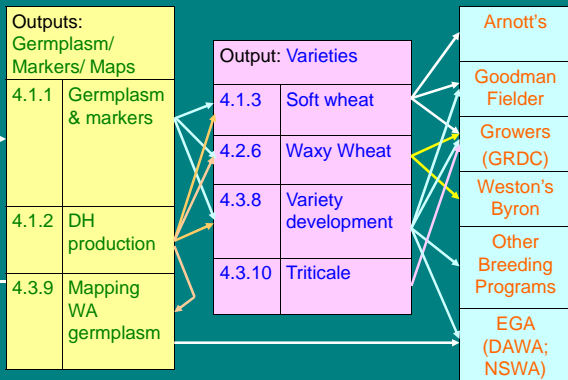 Outputs:
Germplasm/
Markers/ Maps
4.1.1 Germplasm
& markers
4.1.2 DH
production
4.3.9 Mapping
WA
germplasm
Output: Varieties
4.1.3 Soft wheat
4.2.6 Waxy Wheat
4.3.8 Variety
development
4.3.10 Triticale
Arnott's
Goodman
Fielder
Growers
(GRDC)
Weston's
Byron
Other
Breeding
Programs
EGA
(DAWA;
NSWA)